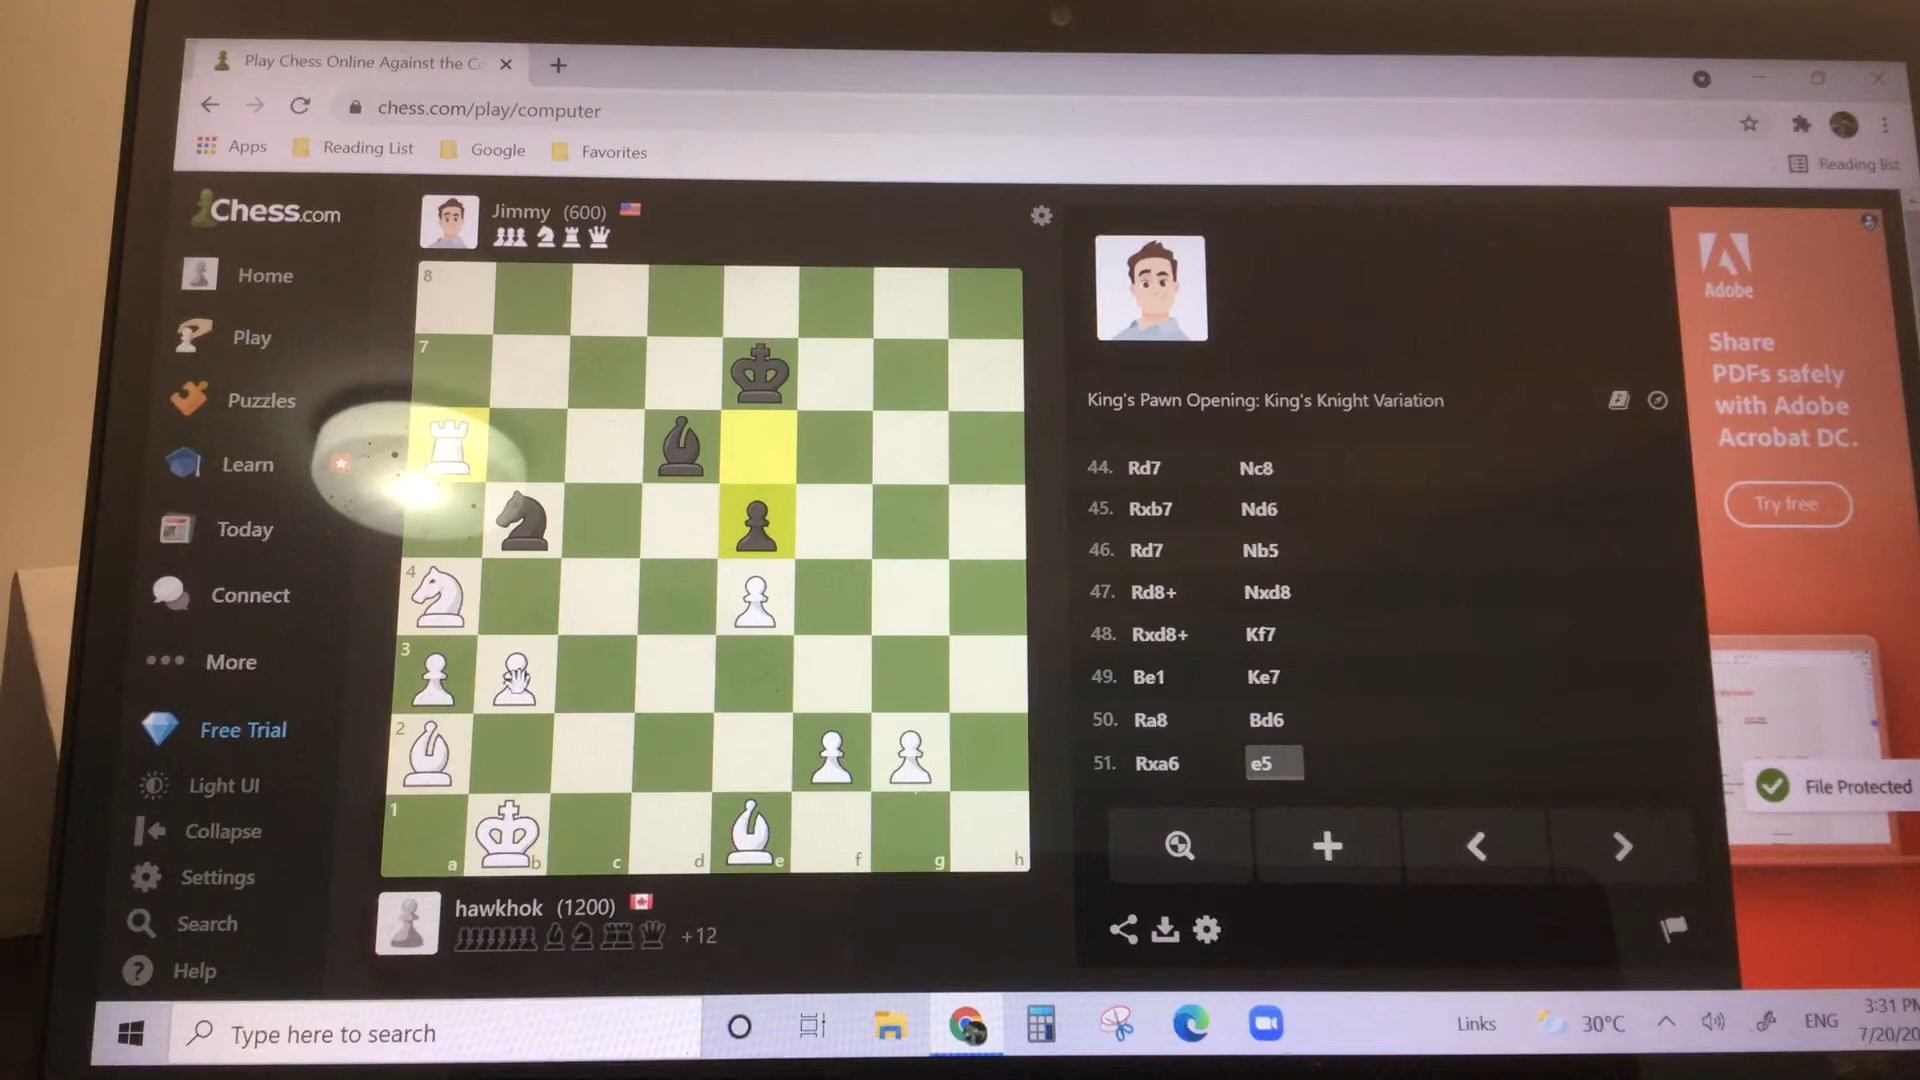 Play Chess Online Against the C
chess.com/play/computer
Apps
Reading List
Google
Favorites
Reading list
Chess.com
Home
Play
Puzzles
Learn
Today
Connect
More
Free Trial
Light UI
Collapse
Settings
Search
Help
Jimmy (600)
8
7
4
3
2
1
a
b
c
d
e
f
g
h
hawkhok (1200)
+12
King's Pawn Opening: King's Knight Variation
44. Rd7 Nc8
45. Rxb7 Nd6
46. Rd7 Nb5
47. Rd8+ Nxd8
48. Rxd8+ Kf7
49. Be1 Ke7
50. Ra8 Bd6
51. Rxa6 e5
Adobe
Share
PDFs safely
with Adobe
Acrobat DC.
Try free
File Protected
Type here to search
Links
30°C
ENG
3:31 PM
7/20/20